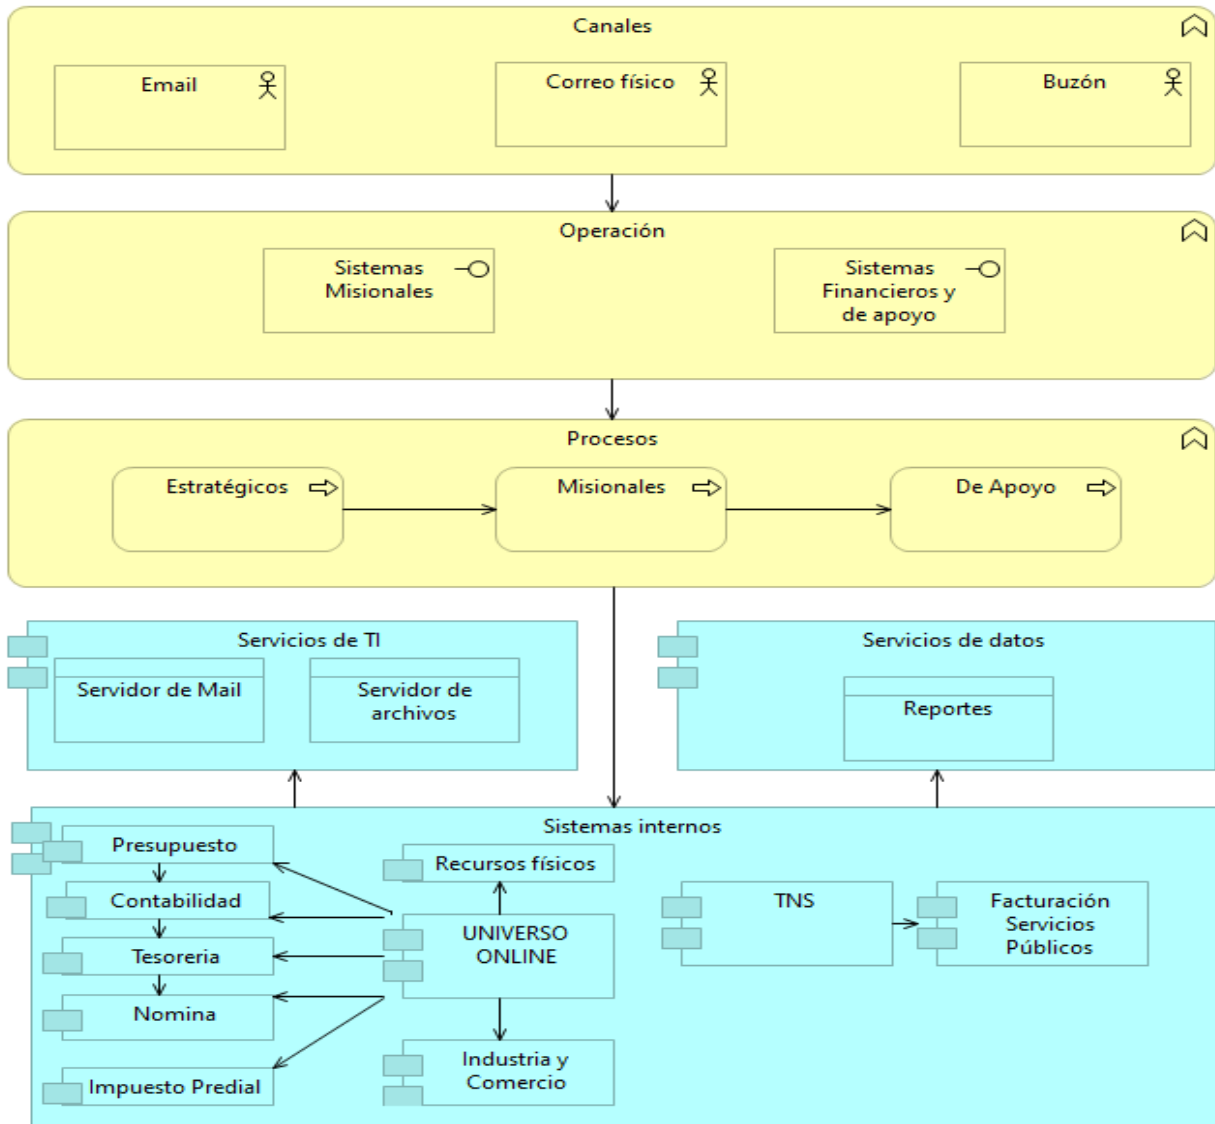 Canales
Email
Correo físico
Buzón
Operación
Sistemas
Misionales
Sistemas
Financieros y
de apoyo
Procesos
Estratégicos
Misionales
De Apoyo
Servicios de TI
Servidor de Mail
Servidor de
archivos
Servicios de datos
Reportes
Sistemas internos
Presupuesto
Contabilidad
Tesoreria
Nomina
Impuesto Predial
Recursos físicos
UNIVERSO
ONLINE
Industria y
Comercio
TNS
Facturación
Servicios
Públicos